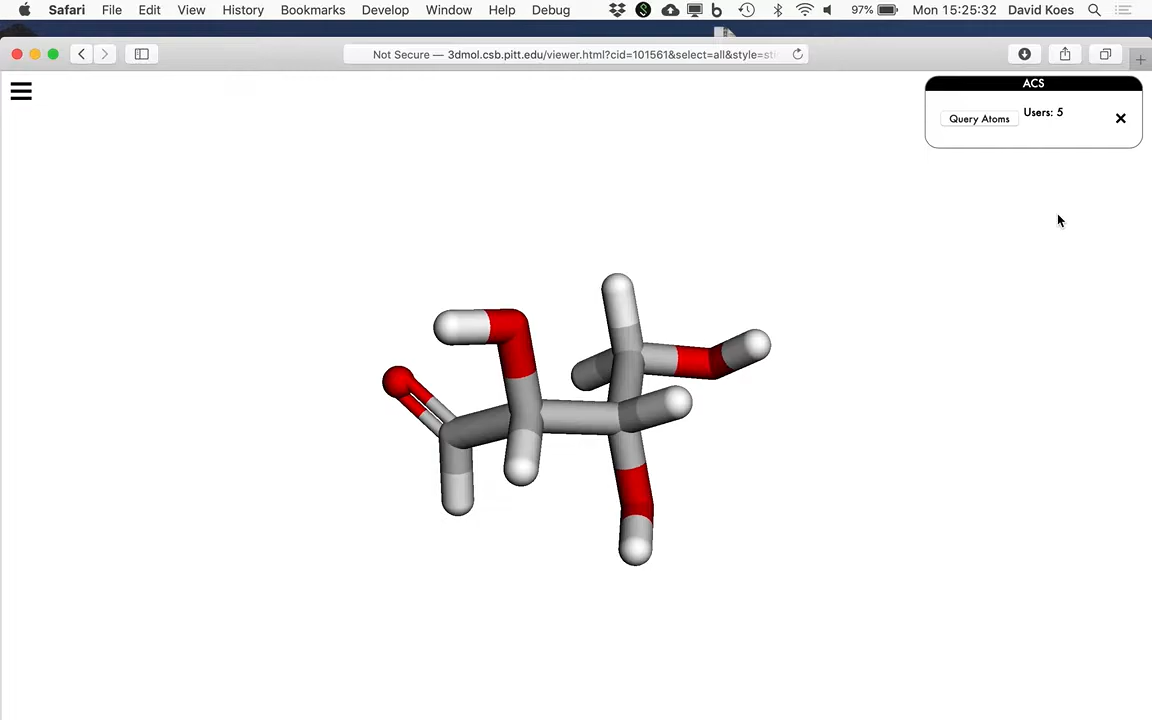 Safari File Edit View History Bookmarks Develop Window Help Debug 97% Mon 15:25:32 David Koes
Not Secure — 3dmol.csb.pitt.edu/viewer.html?cid=101561&select=all&style=sti
ACS
Query Atoms Users: 5